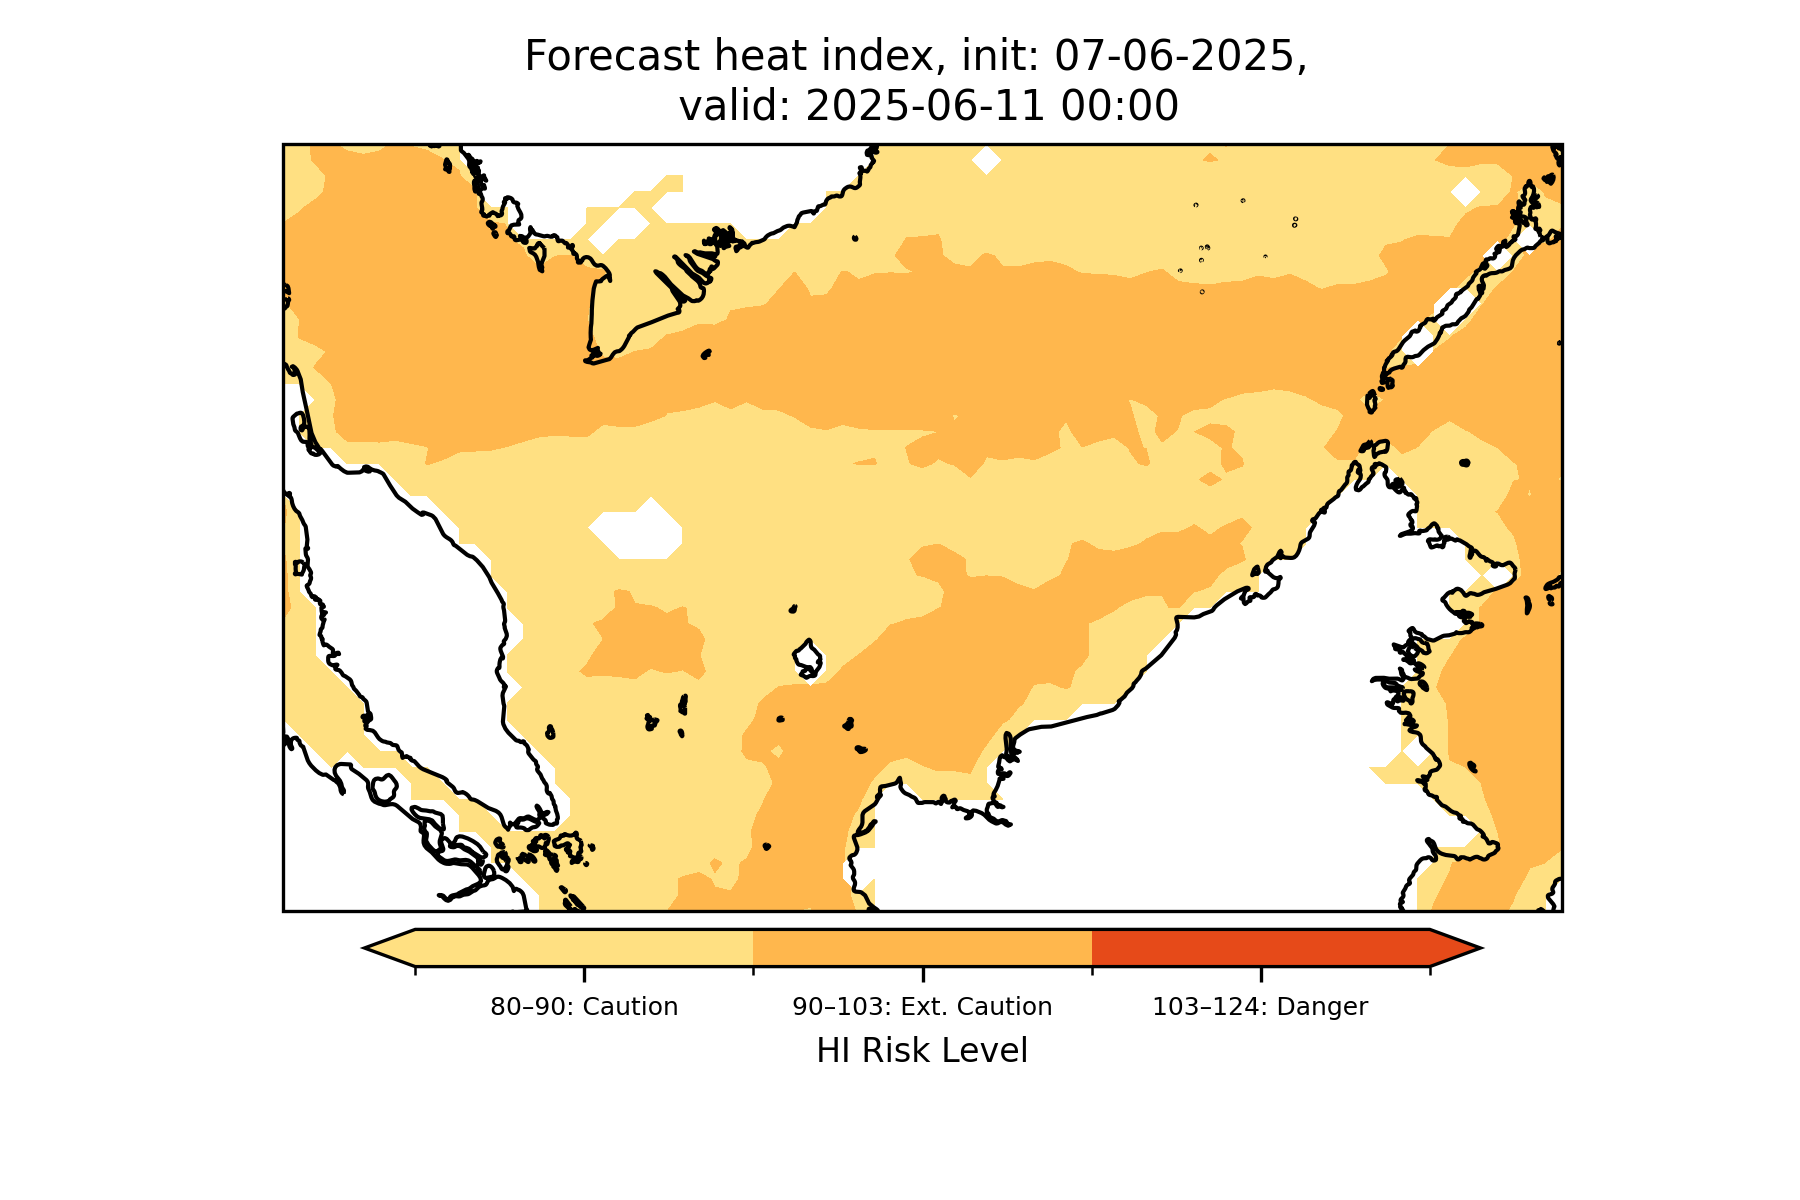 Forecast heat index, init: 07-06-2025,
valid: 2025-06-11 00:00
80–90: Caution
90–103: Ext. Caution
103–124: Danger
HI Risk Level